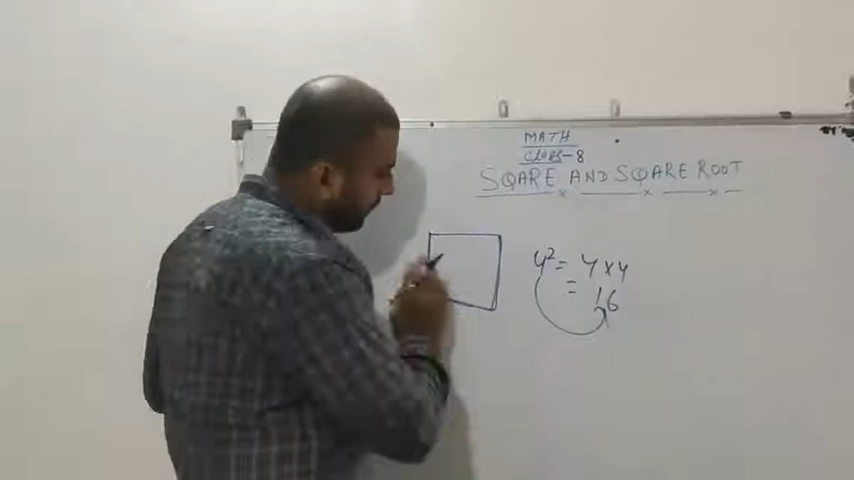 MATH
CLASS-8
SQARE AND SQARE ROOT
4² = 4 x 4
= 16